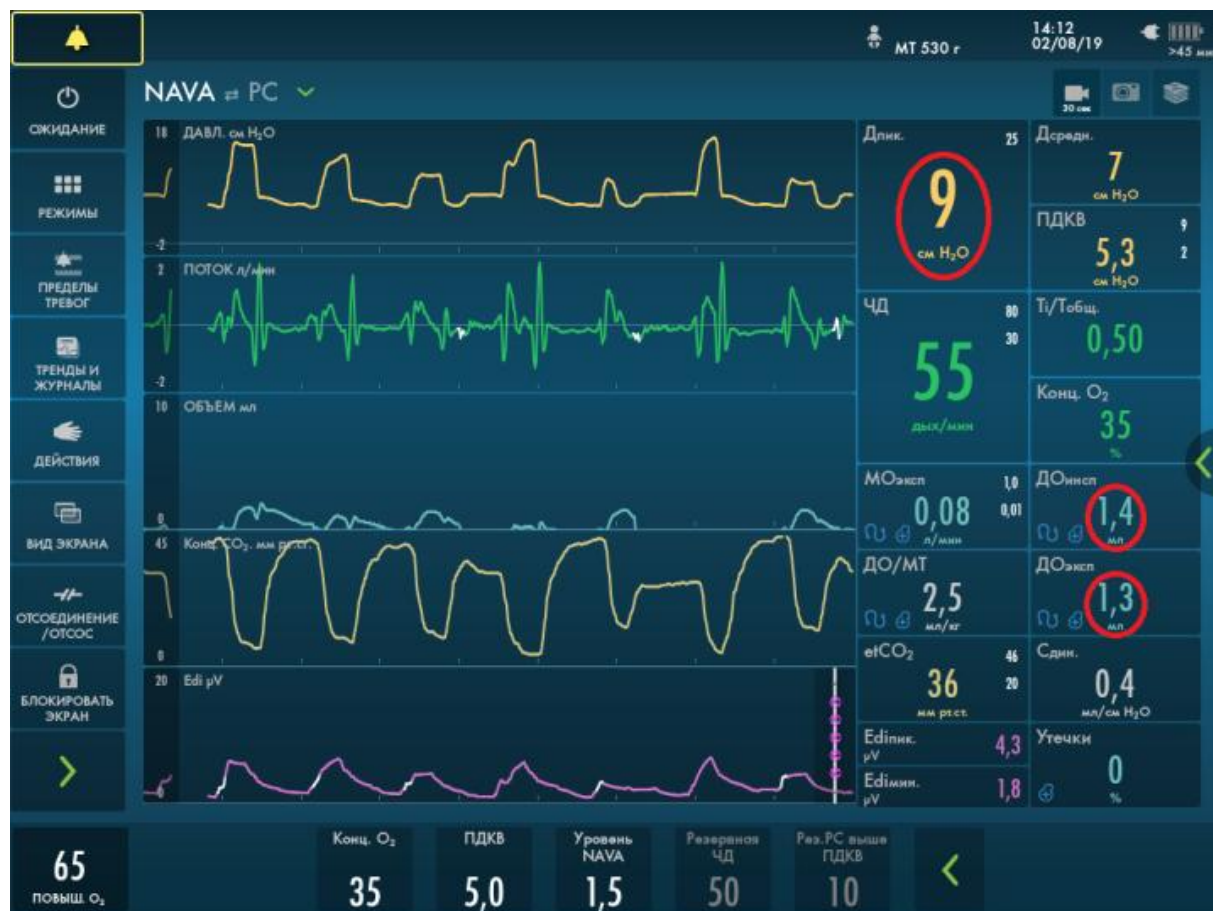 МТ 530 г
14:12
02/08/19
>45 мин
ОЖИДАНИЕ
РЕЖИМЫ
ПРЕДЕЛЫ
ТРЕВОГ
ТРЕНДЫ И
ЖУРНАЛЫ
ДЕЙСТВИЯ
ВИД ЭКРАНА
ОТСОЕДИНЕНИЕ
/ОТСОС
БЛОКИРОВАТЬ
ЭКРАН
NAVA ⇄ PC
30 сек
18 ДАВЛ. см H₂O
-2
2 ПОТОК л/мин
-2
10 ОБЪЕМ мл
0
45 Конц. CO₂. мм рт.ст.
0
20 Edi µV
0
Дпик. 25
9
см H₂O
Дсредн.
7
см H₂O
ПДКВ 9
5,3 2
см H₂O
ЧД 80
30
55
дых/мин
Ti/Tобщ.
0,50
Конц. O₂
35
%
МОэксп 1,0
0,08 0,01
л/мин
ДОинсп
1,4
мл
ДО/МТ
2,5
мл/кг
ДОэксп
1,3
мл
etCO₂ 46
36 20
мм рт.ст.
Сдин.
0,4
мл/см H₂O
Ediпик. 4,3
µV
Ediмин. 1,8
µV
Утечки
0
%
65
ПОВЫШ. O₂
Конц. O₂
35
ПДКВ
5,0
Уровень
NAVA
1,5
Резервная
ЧД
50
Рез.PC выше
ПДКВ
10